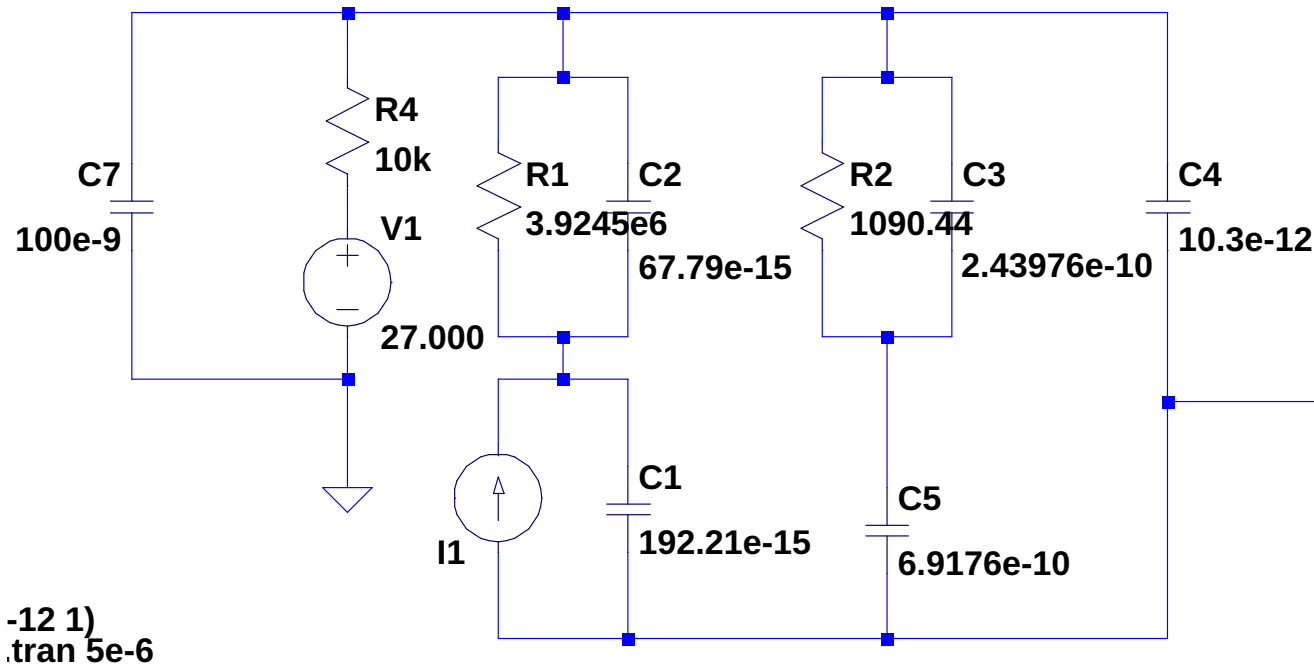 R4
10k
C7
100e-9
V1
27.000
R1
3.9245e6
C2
67.79e-15
R2
1090.44
C3
2.43976e-10
C4
10.3e-12
I1
C1
192.21e-15
C5
6.9176e-10
-12 1)
.tran 5e-6